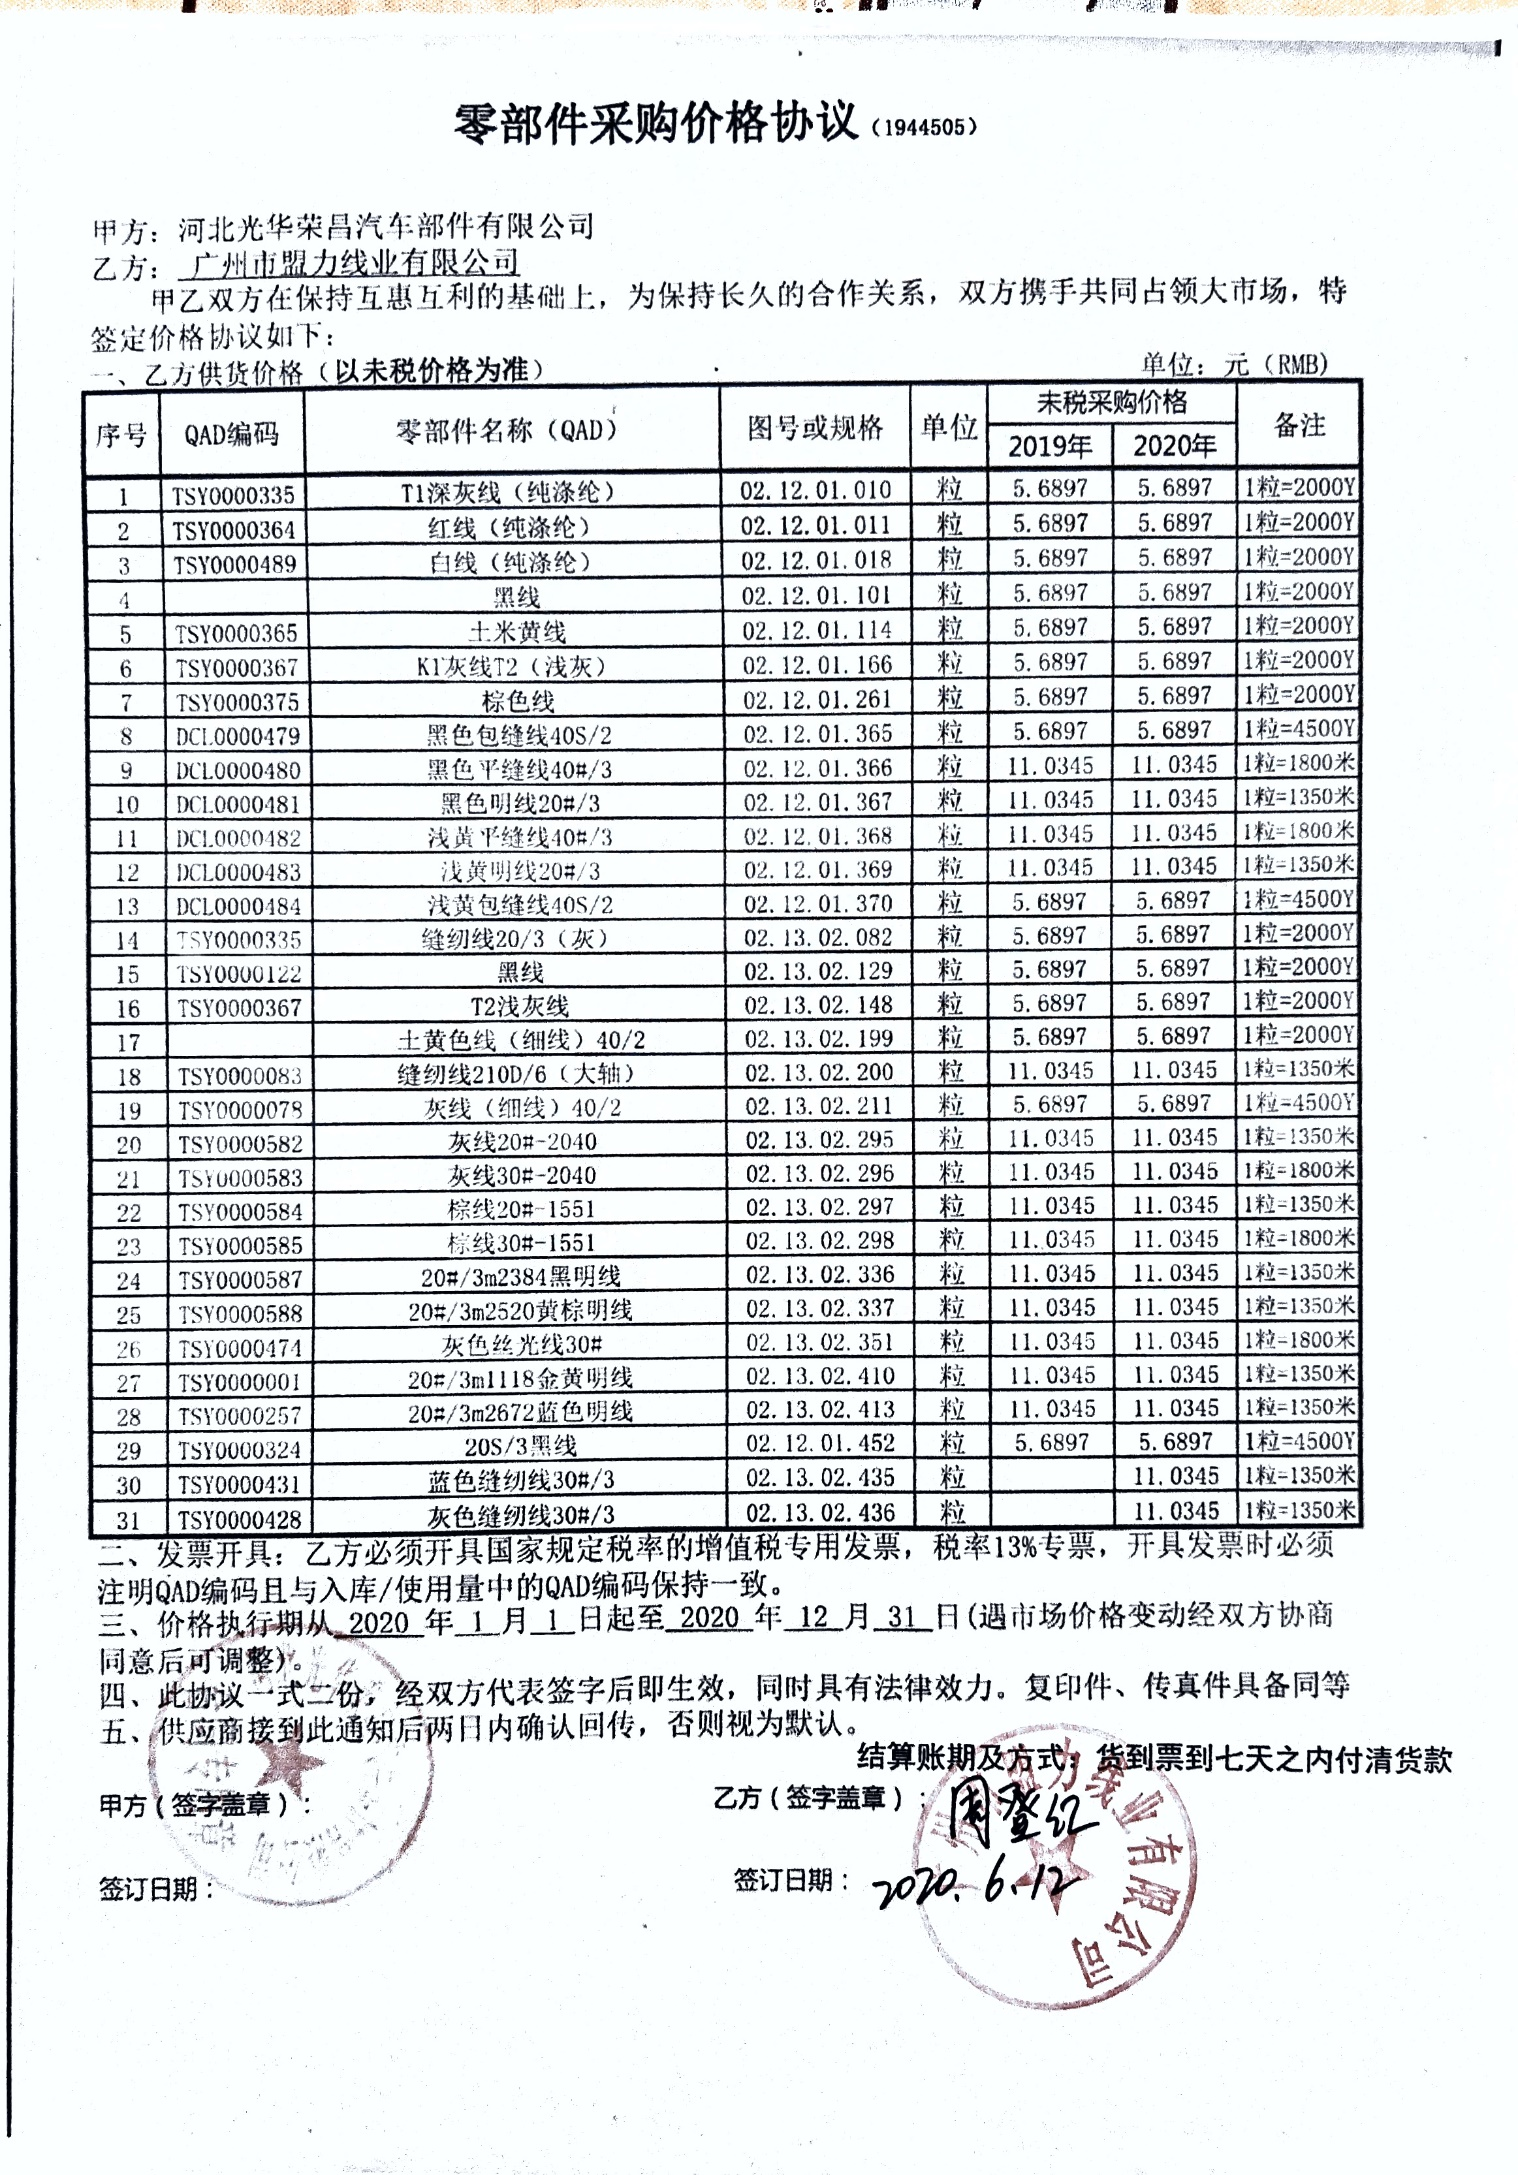 零部件采购价格协议（1944505）
甲方：河北光华荣昌汽车部件有限公司
乙方：广州市盟力线业有限公司
甲乙双方在保持互惠互利的基础上，为保持长久的合作关系，双方携手共同占领大市场，特
签定价格协议如下：
一、乙方供货价格（以未税价格为准） 单位：元（RMB）
序号 QAD编码 零部件名称（QAD） 图号或规格 单位 未税采购价格 备注
2019年 2020年
1 TSY0000335 T1深灰线（纯涤纶） 02.12.01.010 粒 5.6897 5.6897 1粒=2000Y
2 TSY0000364 红线（纯涤纶） 02.12.01.011 粒 5.6897 5.6897 1粒=2000Y
3 TSY0000489 白线（纯涤纶） 02.12.01.018 粒 5.6897 5.6897 1粒=2000Y
4 黑线 02.12.01.101 粒 5.6897 5.6897 1粒=2000Y
5 TSY0000365 土米黄线 02.12.01.114 粒 5.6897 5.6897 1粒=2000Y
6 TSY0000367 K1灰线T2（浅灰） 02.12.01.166 粒 5.6897 5.6897 1粒=2000Y
7 TSY0000375 棕色线 02.12.01.261 粒 5.6897 5.6897 1粒=2000Y
8 DCL0000479 黑色包缝线40S/2 02.12.01.365 粒 5.6897 5.6897 1粒=4500Y
9 DCL0000480 黑色平缝线40#/3 02.12.01.366 粒 11.0345 11.0345 1粒=1800米
10 DCL0000481 黑色明线20#/3 02.12.01.367 粒 11.0345 11.0345 1粒=1350米
11 DCL0000482 浅黄平缝线40#/3 02.12.01.368 粒 11.0345 11.0345 1粒=1800米
12 DCL0000483 浅黄明线20#/3 02.12.01.369 粒 11.0345 11.0345 1粒=1350米
13 DCL0000484 浅黄包缝线40S/2 02.12.01.370 粒 5.6897 5.6897 1粒=4500Y
14 TSY0000335 缝纫线20/3（灰） 02.13.02.082 粒 5.6897 5.6897 1粒=2000Y
15 TSY0000122 黑线 02.13.02.129 粒 5.6897 5.6897 1粒=2000Y
16 TSY0000367 T2浅灰线 02.13.02.148 粒 5.6897 5.6897 1粒=2000Y
17 土黄色线（细线）40/2 02.13.02.199 粒 5.6897 5.6897 1粒=2000Y
18 TSY0000083 缝纫线210D/6（大轴） 02.13.02.200 粒 11.0345 11.0345 1粒=1350米
19 TSY0000078 灰线（细线）40/2 02.13.02.211 粒 5.6897 5.6897 1粒=4500Y
20 TSY0000582 灰线20#-2040 02.13.02.295 粒 11.0345 11.0345 1粒=1350米
21 TSY0000583 灰线30#-2040 02.13.02.296 粒 11.0345 11.0345 1粒=1800米
22 TSY0000584 棕线20#-1551 02.13.02.297 粒 11.0345 11.0345 1粒=1350米
23 TSY0000585 棕线30#-1551 02.13.02.298 粒 11.0345 11.0345 1粒=1800米
24 TSY0000587 20#/3m2384黑明线 02.13.02.336 粒 11.0345 11.0345 1粒=1350米
25 TSY0000588 20#/3m2520黄棕明线 02.13.02.337 粒 11.0345 11.0345 1粒=1350米
26 TSY0000474 灰色丝光线30# 02.13.02.351 粒 11.0345 11.0345 1粒=1800米
27 TSY0000001 20#/3m1118金黄明线 02.13.02.410 粒 11.0345 11.0345 1粒=1350米
28 TSY0000257 20#/3m2672蓝色明线 02.13.02.413 粒 11.0345 11.0345 1粒=1350米
29 TSY0000324 20S/3黑线 02.12.01.452 粒 5.6897 5.6897 1粒=4500Y
30 TSY0000431 蓝色缝纫线30#/3 02.13.02.435 粒 11.0345 1粒=1350米
31 TSY0000428 灰色缝纫线30#/3 02.13.02.436 粒 11.0345 1粒=1350米
二、发票开具：乙方必须开具国家规定税率的增值税专用发票，税率13%专票，开具发票时必须
注明QAD编码且与入库/使用量中的QAD编码保持一致。
三、价格执行期从 2020 年 1 月 1 日起至 2020 年 12 月 31 日(遇市场价格变动经双方协商
同意后可调整)。
四、此协议一式二份，经双方代表签字后即生效，同时具有法律效力。复印件、传真件具备同等
五、供应商接到此通知后两日内确认回传，否则视为默认。
结算账期及方式：货到票到七天之内付清货款
甲方（签字盖章）： 乙方（签字盖章）：周登红
签订日期： 签订日期：2020.6.12
盟力线业有限公司